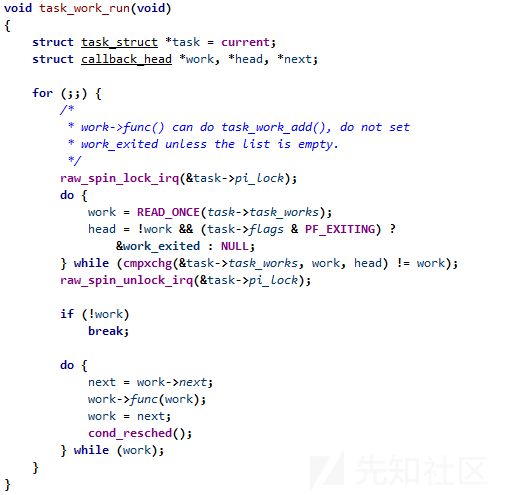 void task_work_run(void)
{
    struct task_struct *task = current;
    struct callback_head *work, *head, *next;

    for (;;) {
        /*
         * work->func() can do task_work_add(), do not set
         * work_exited unless the list is empty.
         */
        raw_spin_lock_irq(&task->pi_lock);
        do {
            work = READ_ONCE(task->task_works);
            head = !work && (task->flags & PF_EXITING) ?
                &work_exited : NULL;
        } while (cmpxchg(&task->task_works, work, head) != work);
        raw_spin_unlock_irq(&task->pi_lock);

        if (!work)
            break;

        do {
            next = work->next;
            work->func(work);
            work = next;
            cond_resched();
        } while (work);
    }
}
先知社区